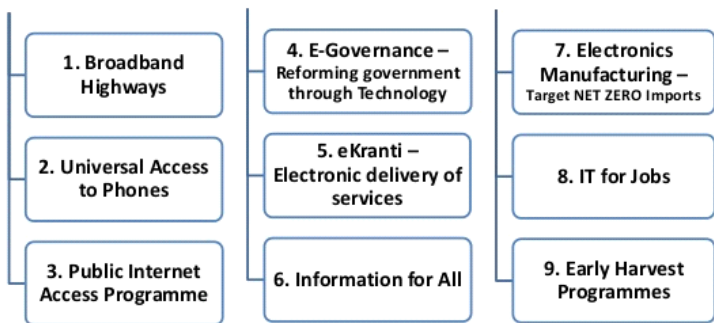 1. Broadband
Highways
2. Universal Access
to Phones
3. Public Internet
Access Programme
4. E-Governance –
Reforming government
through Technology
5. eKranti –
Electronic delivery of
services
6. Information for All
7. Electronics
Manufacturing –
Target NET ZERO Imports
8. IT for Jobs
9. Early Harvest
Programmes